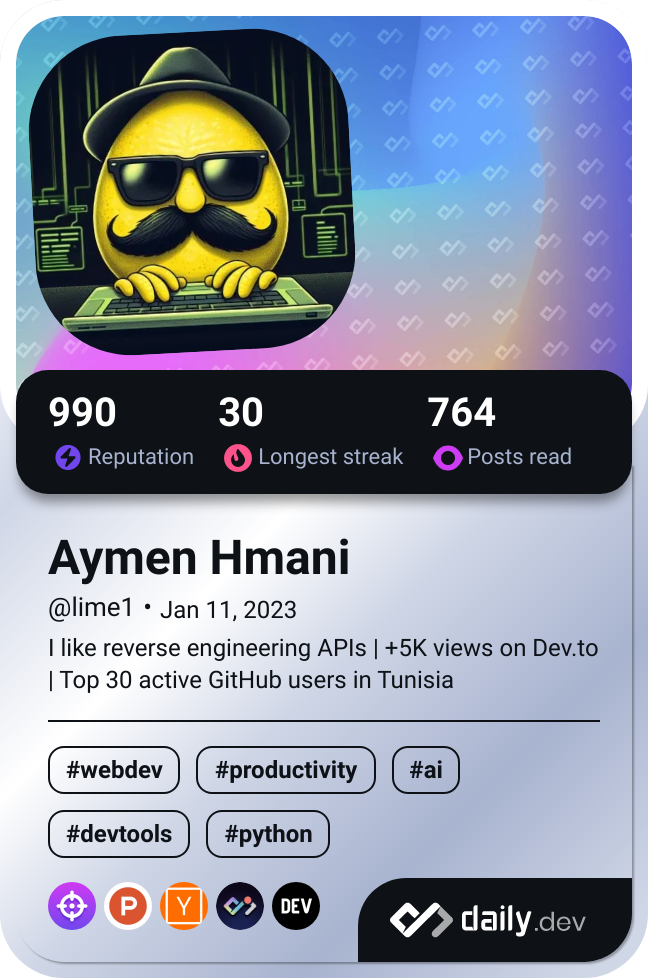 990 30 764
Reputation Longest streak Posts read
Aymen Hmani
@lime1 • Jan 11, 2023
I like reverse engineering APIs | +5K views on Dev.to
| Top 30 active GitHub users in Tunisia
#webdev #productivity #ai
#devtools #python
P Y DEV
daily.dev